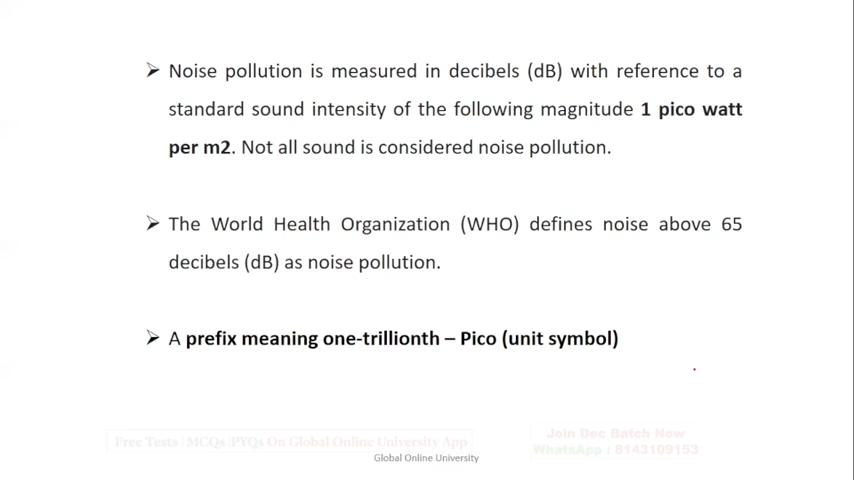 ➢ Noise pollution is measured in decibels (dB) with reference to a
standard sound intensity of the following magnitude 1 pico watt
per m2. Not all sound is considered noise pollution.
➢ The World Health Organization (WHO) defines noise above 65
decibels (dB) as noise pollution.
➢ A prefix meaning one-trillionth – Pico (unit symbol)
Free Tests | MCQs |PYQs On Global Online University App
Join Dec Batch Now
WhatsApp : 8143109153
Global Online University